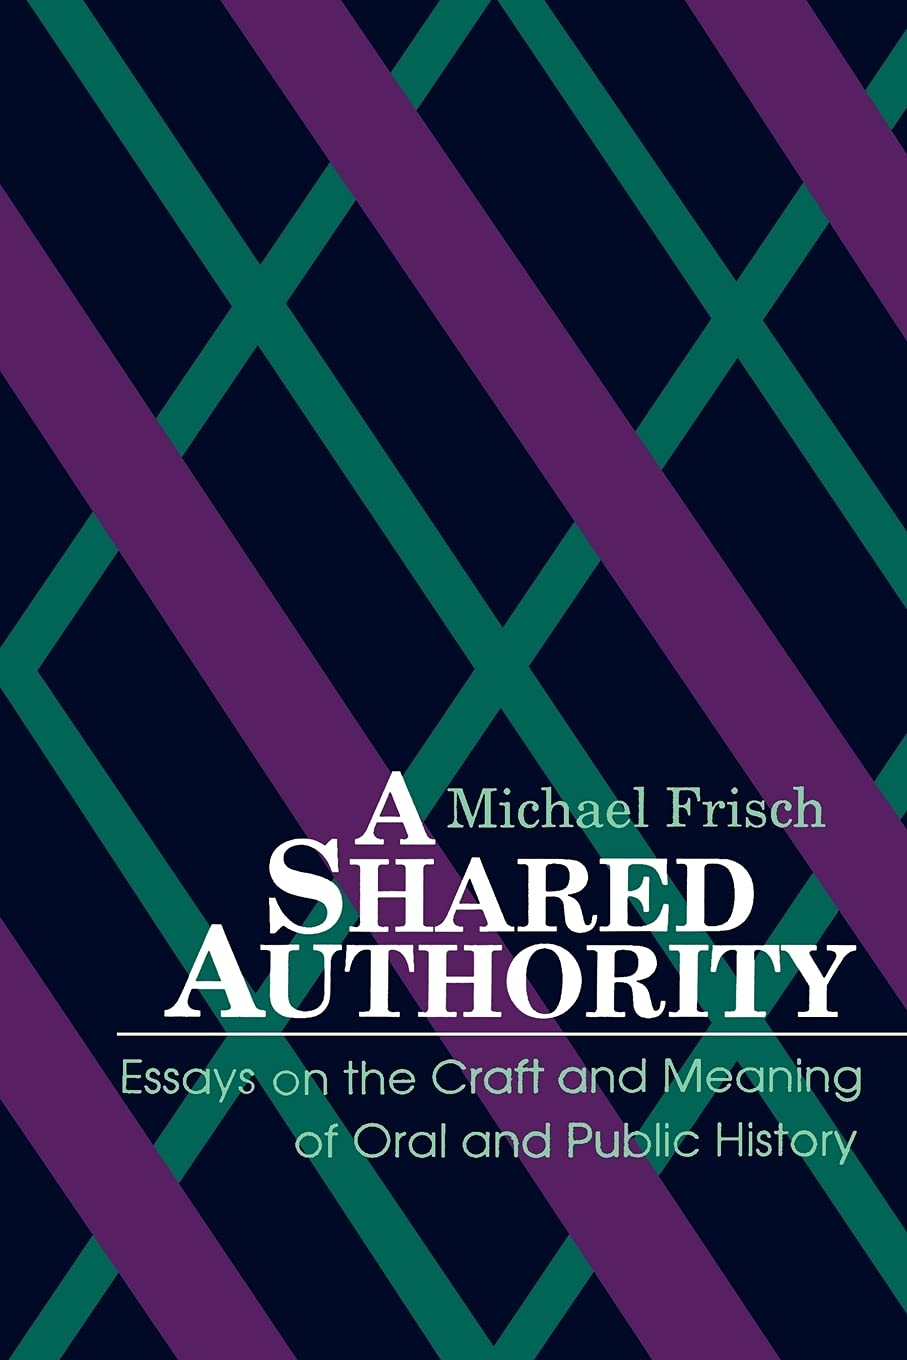 A
Michael Frisch
SHARED
AUTHORITY
Essays on the Craft and Meaning
of Oral and Public History